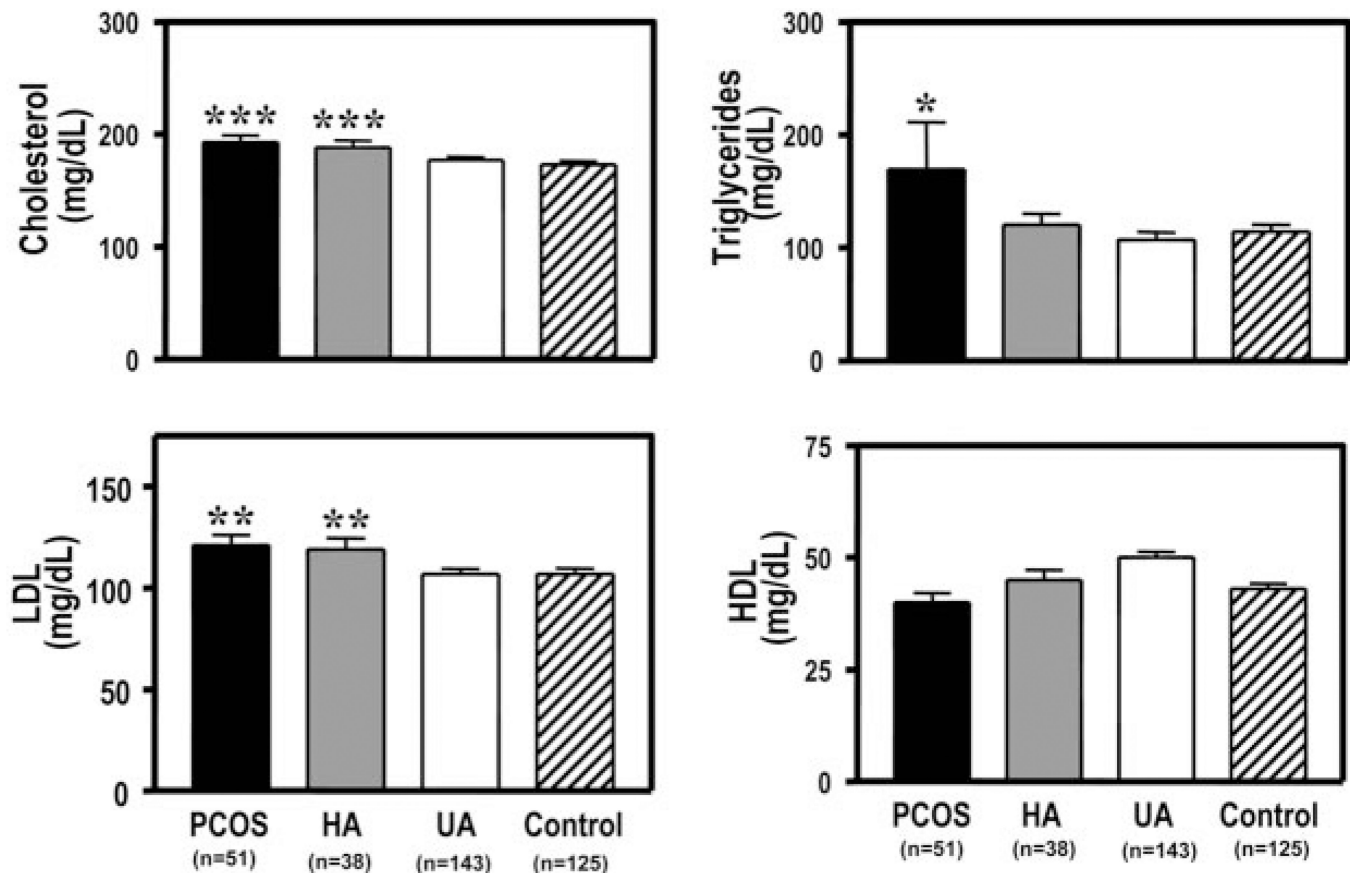 Cholesterol
(mg/dL)
300
200
100
0
***
***
Triglycerides
(mg/dL)
300
200
100
0
*
LDL
(mg/dL)
150
100
50
0
**
**
PCOS HA UA Control
(n=51) (n=38) (n=143) (n=125)
HDL
(mg/dL)
75
50
25
0
PCOS HA UA Control
(n=51) (n=38) (n=143) (n=125)